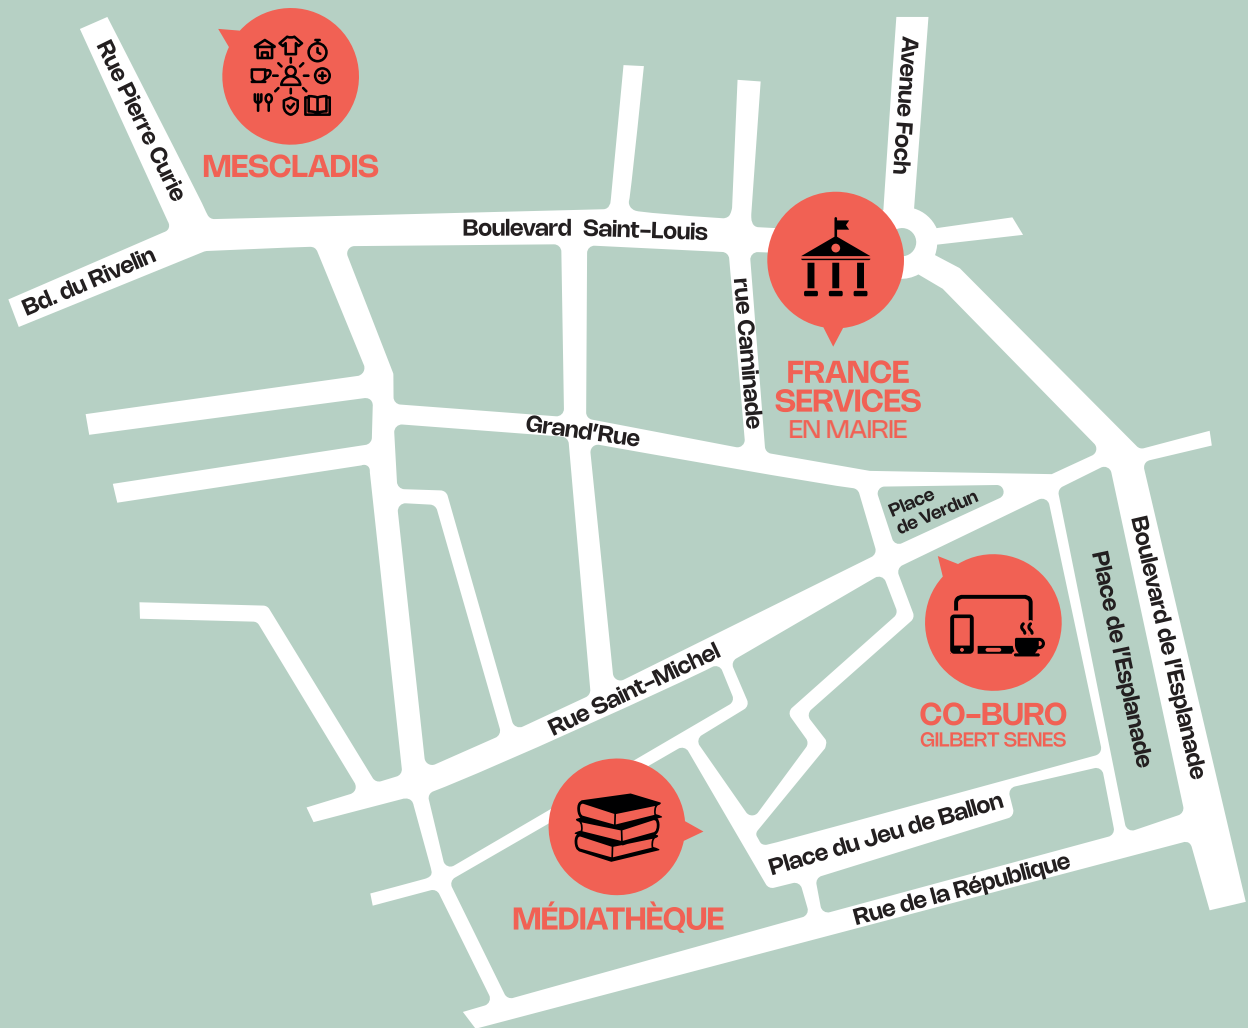 Rue Pierre Curie
MESCLADIS
Avenue Foch
Boulevard Saint-Louis
Bd. du Rivelin
rue Caminade
FRANCE
SERVICES
EN MAIRIE
Grand'Rue
Place
de Verdun
Boulevard de l'Esplanade
Place de l'Esplanade
Rue Saint-Michel
CO-BURO
GILBERT SENES
Place du Jeu de Ballon
Rue de la République
MÉDIATHÈQUE